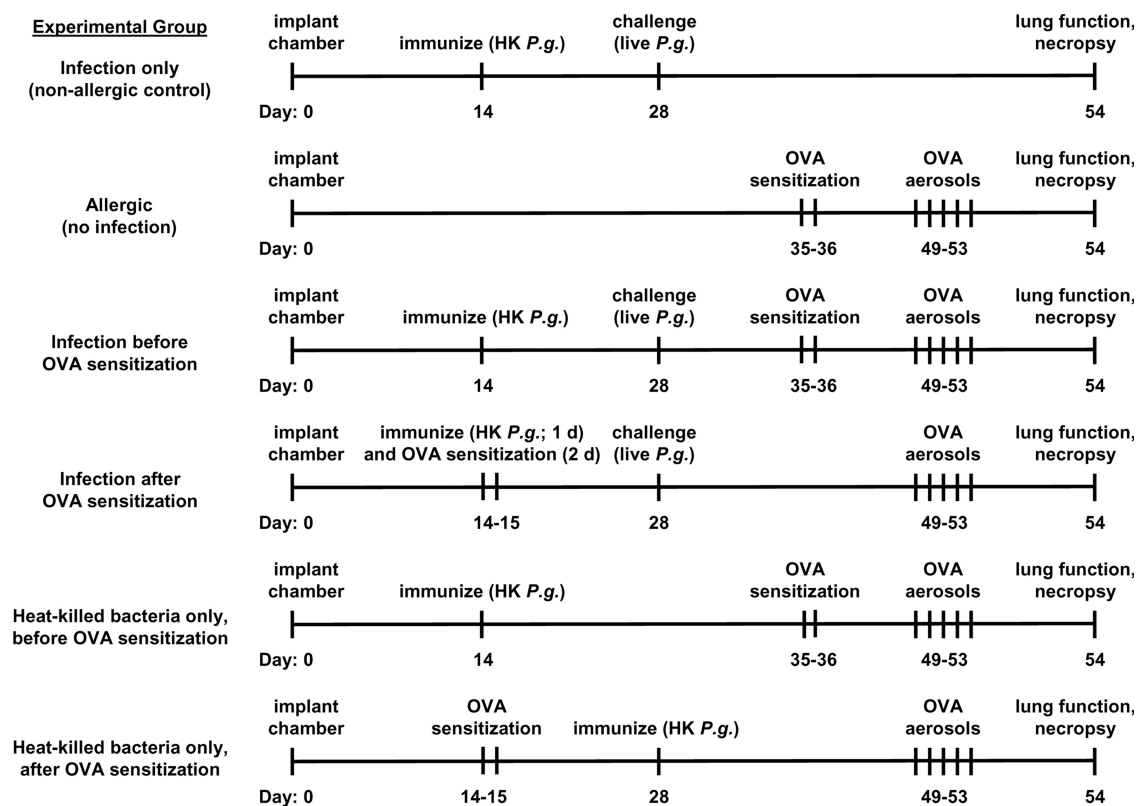 Experimental Group
Infection only
(non-allergic control)
implant
chamber
immunize (HK P.g.)
challenge
(live P.g.)
lung function,
necropsy
Day: 0 14 28 54
Allergic
(no infection)
implant
chamber
OVA
sensitization
OVA
aerosols
lung function,
necropsy
Day: 0 35-36 49-53 54
Infection before
OVA sensitization
implant
chamber
immunize (HK P.g.)
challenge
(live P.g.)
OVA
sensitization
OVA
aerosols
lung function,
necropsy
Day: 0 14 28 35-36 49-53 54
Infection after
OVA sensitization
implant
chamber
immunize (HK P.g.; 1 d)
and OVA sensitization (2 d)
challenge
(live P.g.)
OVA
aerosols
lung function,
necropsy
Day: 0 14-15 28 49-53 54
Heat-killed bacteria only,
before OVA sensitization
implant
chamber
immunize (HK P.g.)
OVA
sensitization
OVA
aerosols
lung function,
necropsy
Day: 0 14 35-36 49-53 54
Heat-killed bacteria only,
after OVA sensitization
implant
chamber
OVA
sensitization
immunize (HK P.g.)
OVA
aerosols
lung function,
necropsy
Day: 0 14-15 28 49-53 54